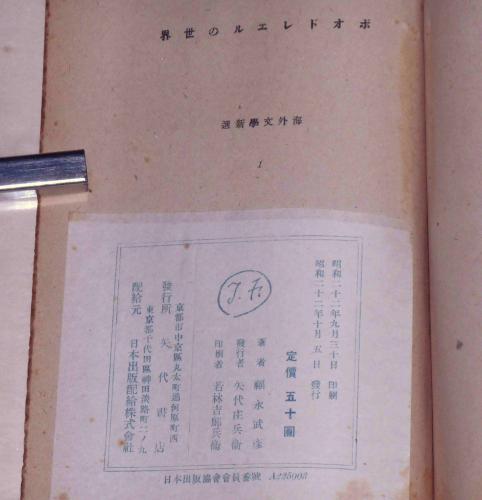 ボオドレエルの世界
海外文學新選
1
昭和二十二年九月三十日 印刷
昭和二十二年十月五日 發行
定價 五十圓
著者 福永武彦
發行者 矢代庄兵衞
印刷者 若林吉郎兵衞
J.F.
京都市中京區丸太町通河原町西
發行所 矢代書店
東京都千代田區神田淡路町二ノ九
配給元 日本出版配給株式會社
日本出版協會會員番號 A225003